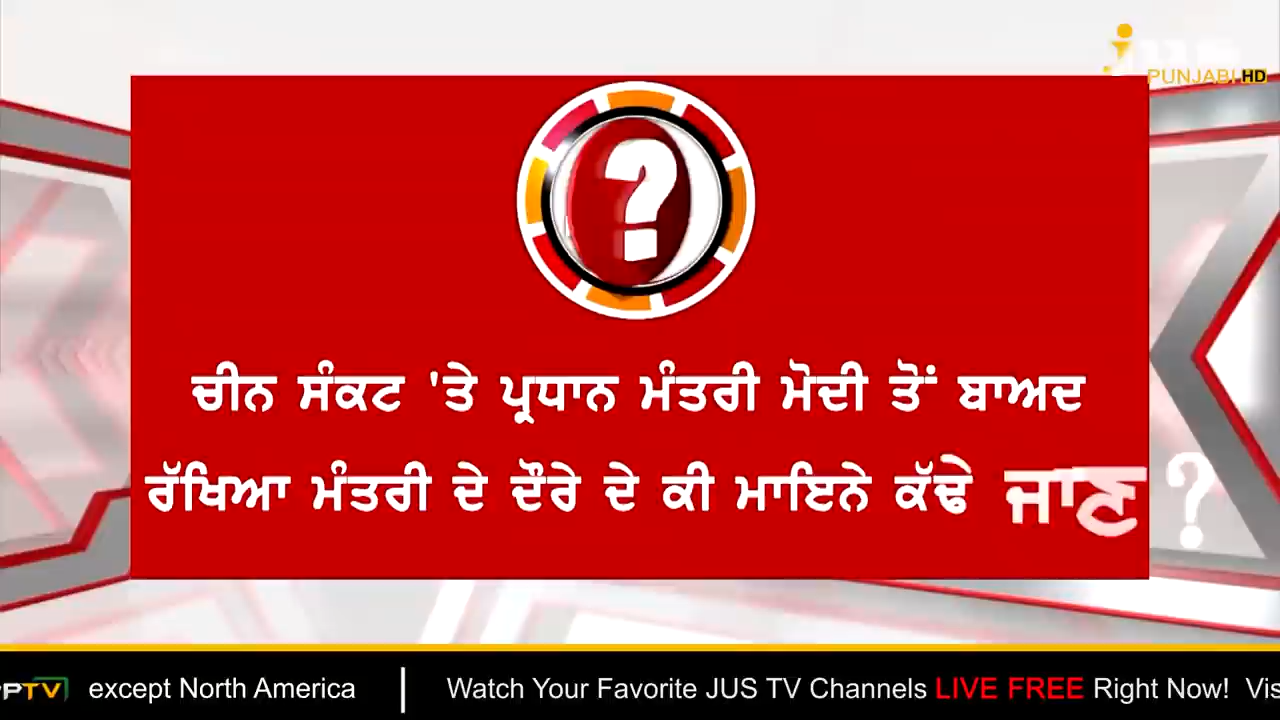 PUNJABI HD
?
ਚੀਨ ਸੰਕਟ 'ਤੇ ਪ੍ਰਧਾਨ ਮੰਤਰੀ ਮੋਦੀ ਤੋਂ ਬਾਅਦ
ਰੱਖਿਆ ਮੰਤਰੀ ਦੇ ਦੌਰੇ ਦੇ ਕੀ ਮਾਇਨੇ ਕੱਢੇ ਜਾਣ ?
except North America | Watch Your Favorite JUS TV Channels LIVE FREE Right Now!